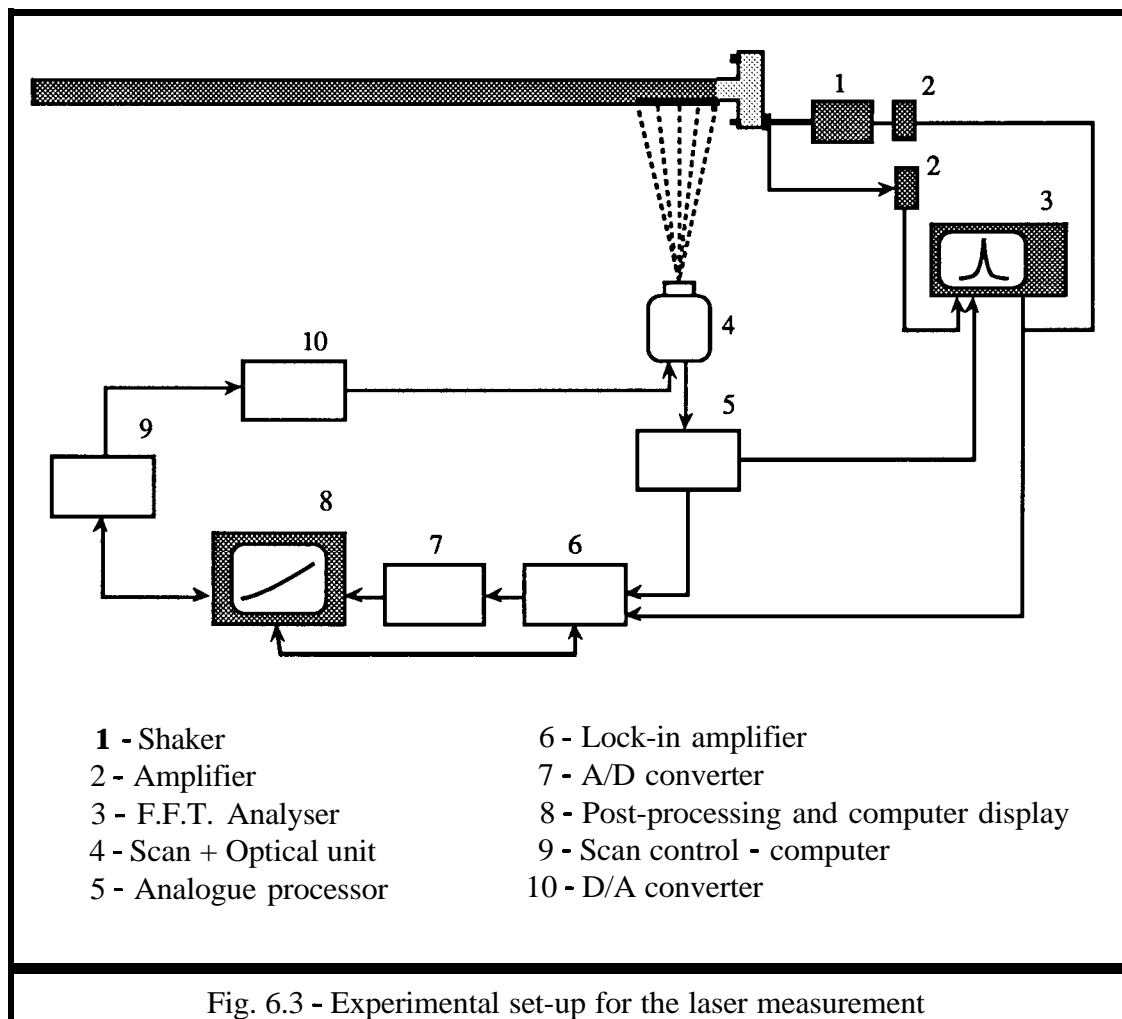 1
2
2
3
4
10
5
9
8
7
6
1 - Shaker
2 - Amplifier
3 - F.F.T. Analyser
4 - Scan + Optical unit
5 - Analogue processor
6 - Lock-in amplifier
7 - A/D converter
8 - Post-processing and computer display
9 - Scan control - computer
10 - D/A converter
Fig. 6.3 - Experimental set-up for the laser measurement